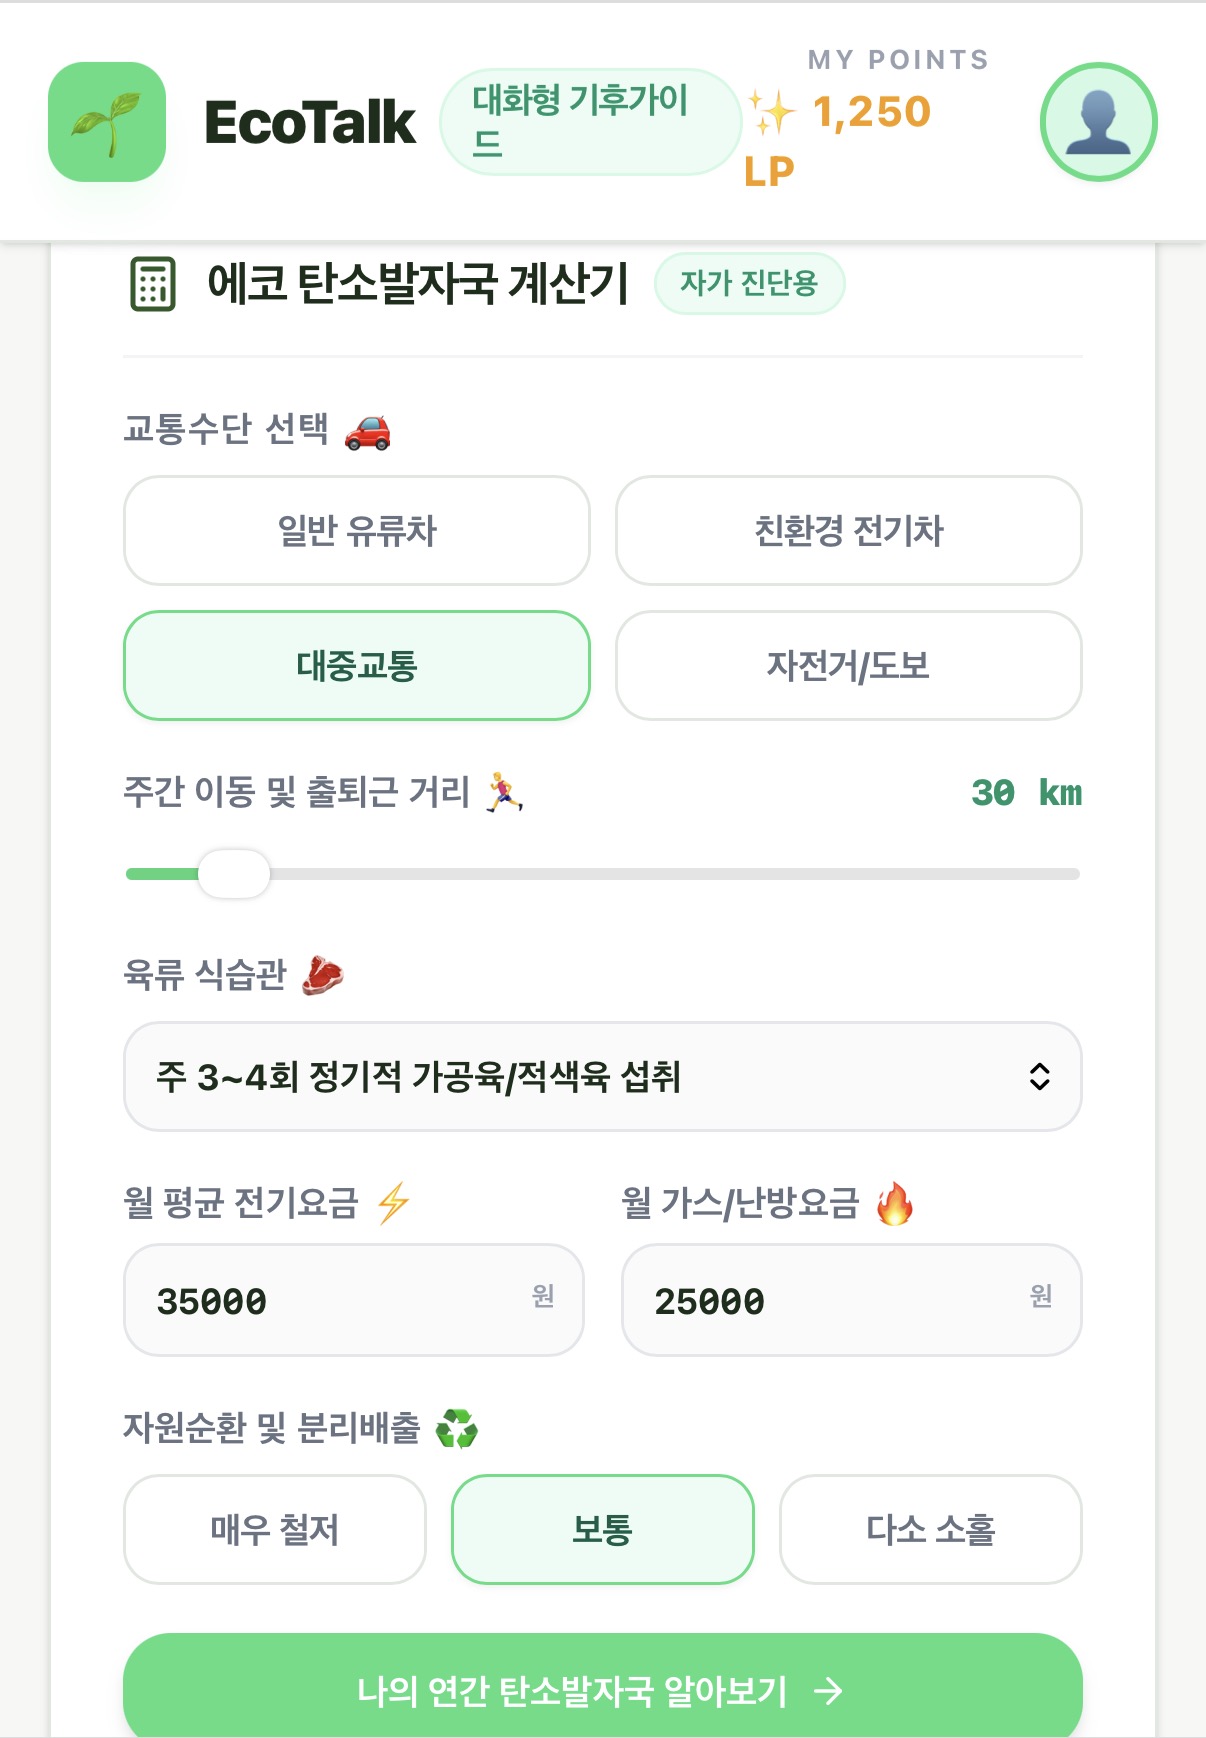 EcoTalk
대화형 기후가이
드
MY POINTS
✨ 1,250
LP
에코 탄소발자국 계산기
자가 진단용
교통수단 선택 🚗
일반 유류차
친환경 전기차
대중교통
자전거/도보
주간 이동 및 출퇴근 거리 🏃
30 km
육류 식습관 🥩
주 3~4회 정기적 가공육/적색육 섭취
월 평균 전기요금 ⚡
월 가스/난방요금 🔥
35000 원
25000 원
자원순환 및 분리배출 ♻️
매우 철저
보통
다소 소홀
나의 연간 탄소발자국 알아보기 →